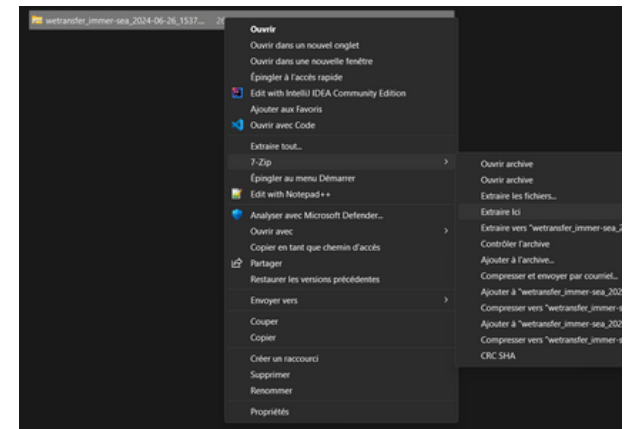 wetransfer_immer-sea_2024-06-26_1537... 26
Ouvrir
Ouvrir dans un nouvel onglet
Ouvrir dans une nouvelle fenêtre
Épingler à l'accès rapide
Edit with IntelliJ IDEA Community Edition
Ajouter aux Favoris
Ouvrir avec Code
Extraire tout...
7-Zip
Épingler au menu Démarrer
Edit with Notepad++
Analyser avec Microsoft Defender...
Ouvrir avec
Copier en tant que chemin d'accès
Partager
Restaurer les versions précédentes
Envoyer vers
Couper
Copier
Créer un raccourci
Supprimer
Renommer
Propriétés
Ouvrir archive
Ouvrir archive
Extraire les fichiers...
Extraire Ici
Extraire vers "wetransfer_immer-sea_2
Contrôler l'archive
Ajouter à l'archive...
Compresser et envoyer par courriel...
Ajouter à "wetransfer_immer-sea_202
Compresser vers "wetransfer_immer-s
Ajouter à "wetransfer_immer-sea_202
Compresser vers "wetransfer_immer-s
CRC SHA